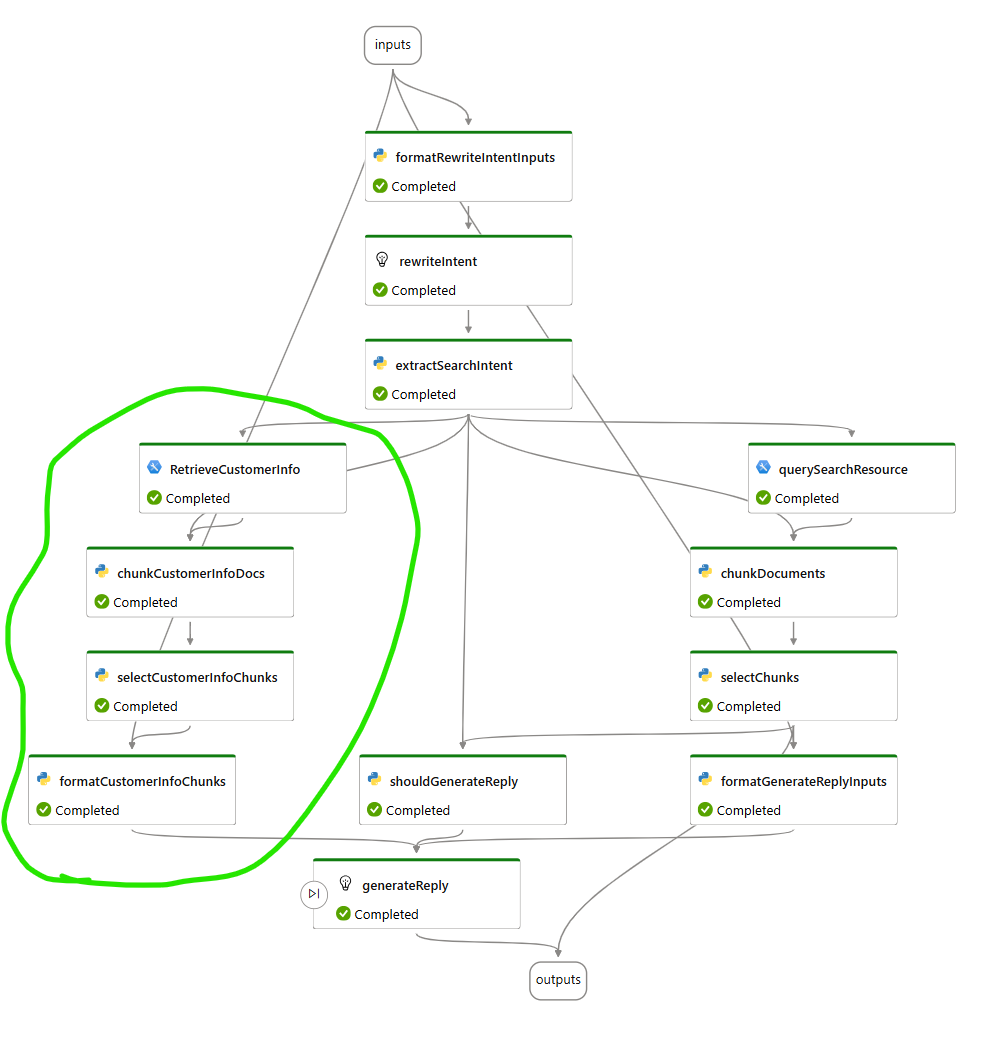 inputs
formatRewriteIntentInputs
Completed
rewriteIntent
Completed
extractSearchIntent
Completed
RetrieveCustomerInfo
Completed
querySearchResource
Completed
chunkCustomerInfoDocs
Completed
chunkDocuments
Completed
selectCustomerInfoChunks
Completed
selectChunks
Completed
formatCustomerInfoChunks
Completed
shouldGenerateReply
Completed
formatGenerateReplyInputs
Completed
generateReply
Completed
outputs